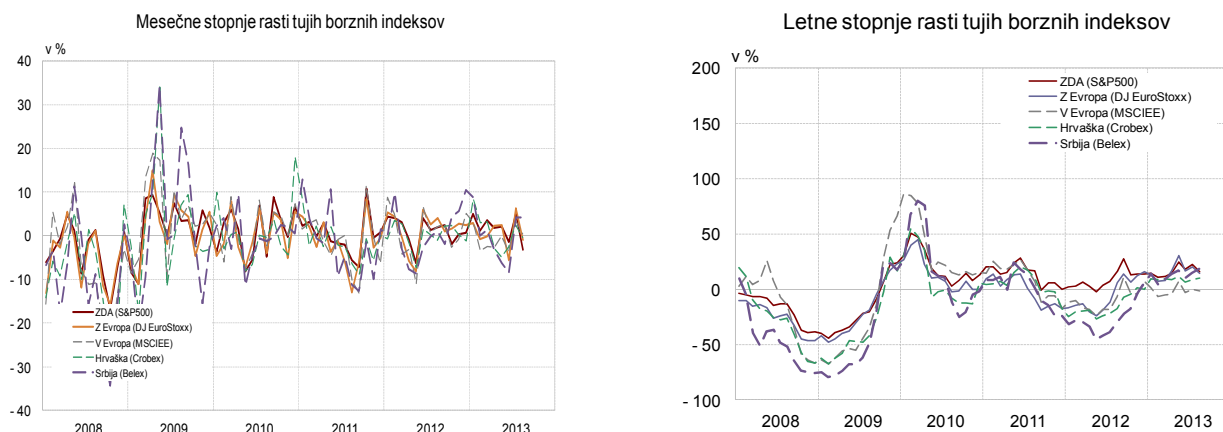 Mesečne stopnje rasti tujih borznih indeksov
v %
40
30
20
10
0
- 10
- 20
- 30
- 40
ZDA (S&P500)
Z Evropa (DJ EuroStoxx)
V Evropa (MSCIEE)
Hrvaška (Crobex)
Srbija (Belex)
2008 2009 2010 2011 2012 2013
Letne stopnje rasti tujih borznih indeksov
v %
200
150
100
50
0
- 50
- 100
ZDA (S&P500)
Z Evropa (DJ EuroStoxx)
V Evropa (MSCIEE)
Hrvaška (Crobex)
Srbija (Belex)
2008 2009 2010 2011 2012 2013